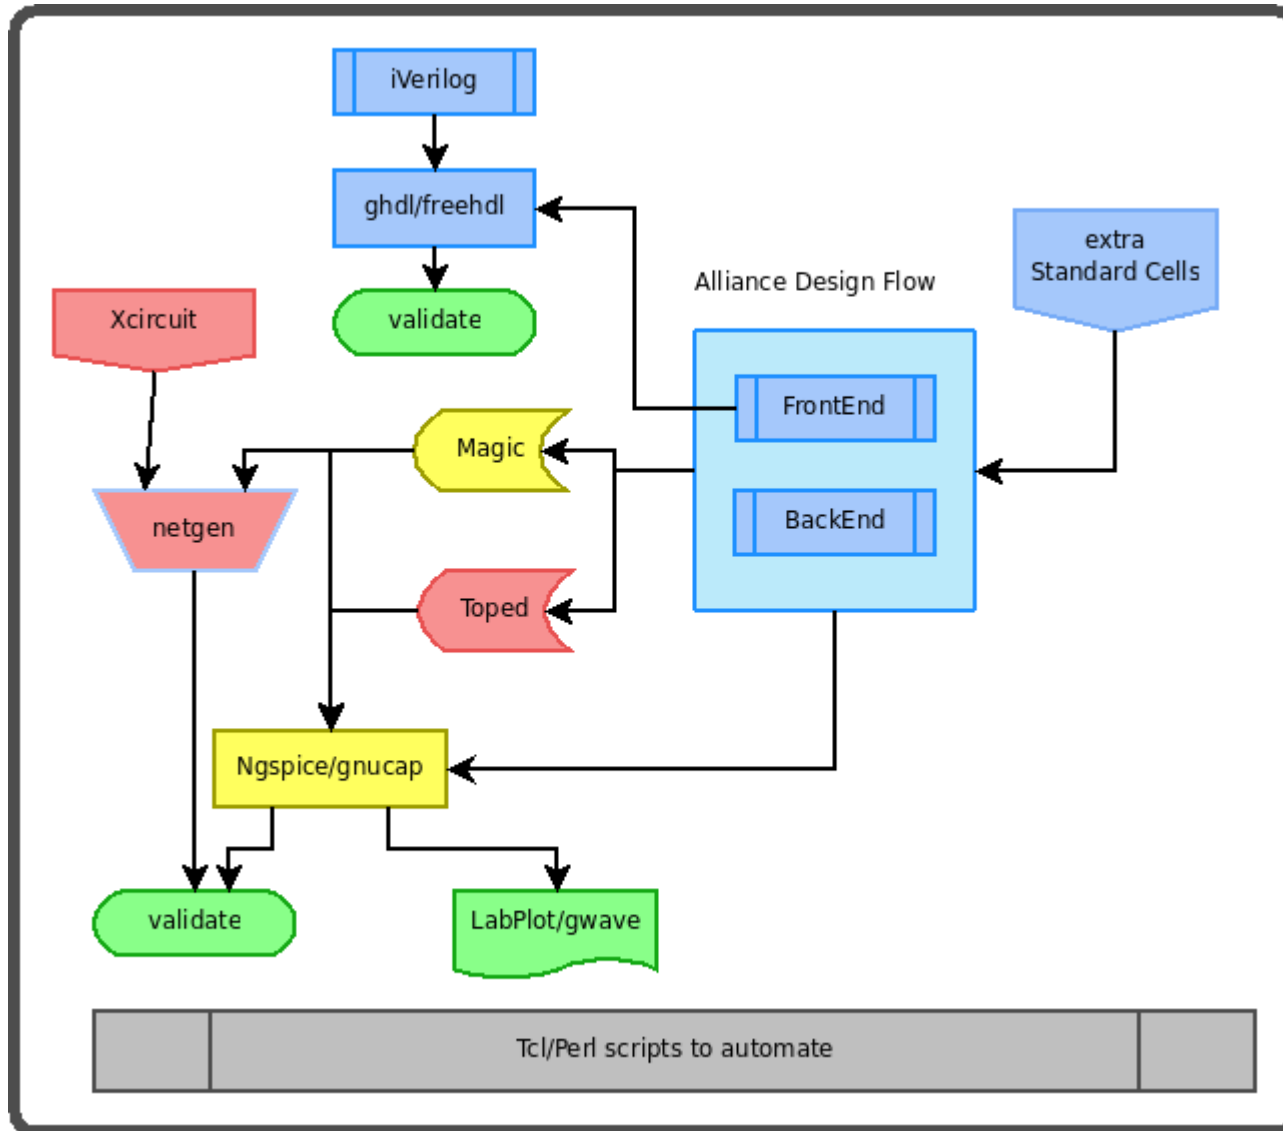 iVerilog
ghdl/freehdl
extra
Standard Cells
Alliance Design Flow
Xcircuit
validate
FrontEnd
Magic
BackEnd
netgen
Toped
Ngspice/gnucap
validate
LabPlot/gwave
Tcl/Perl scripts to automate